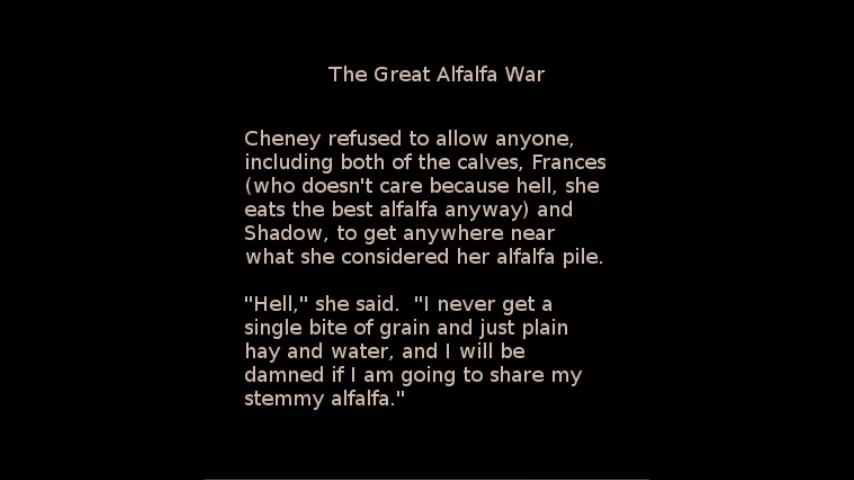 The Great Alfalfa War
Cheney refused to allow anyone,
including both of the calves, Frances
(who doesn't care because hell, she
eats the best alfalfa anyway) and
Shadow, to get anywhere near
what she considered her alfalfa pile.
"Hell," she said.  "I never get a
single bite of grain and just plain
hay and water, and I will be
damned if I am going to share my
stemmy alfalfa."